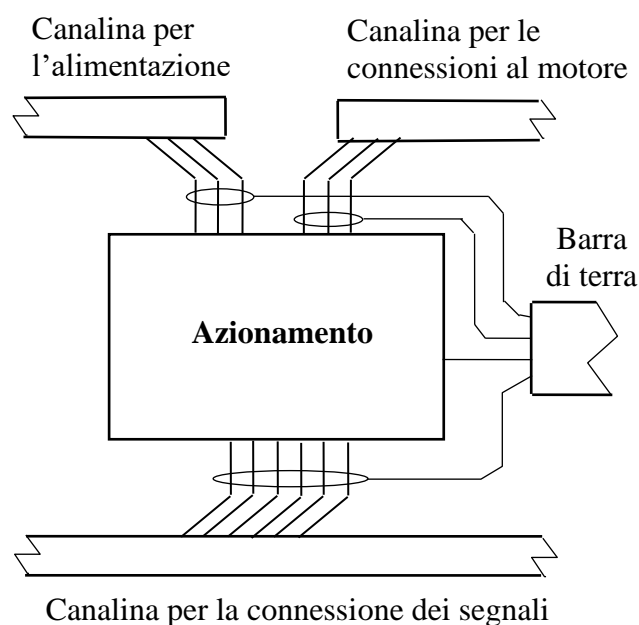 Canalina per
l'alimentazione
Canalina per le
connessioni al motore
Barra
di terra
Azionamento
Canalina per la connessione dei segnali